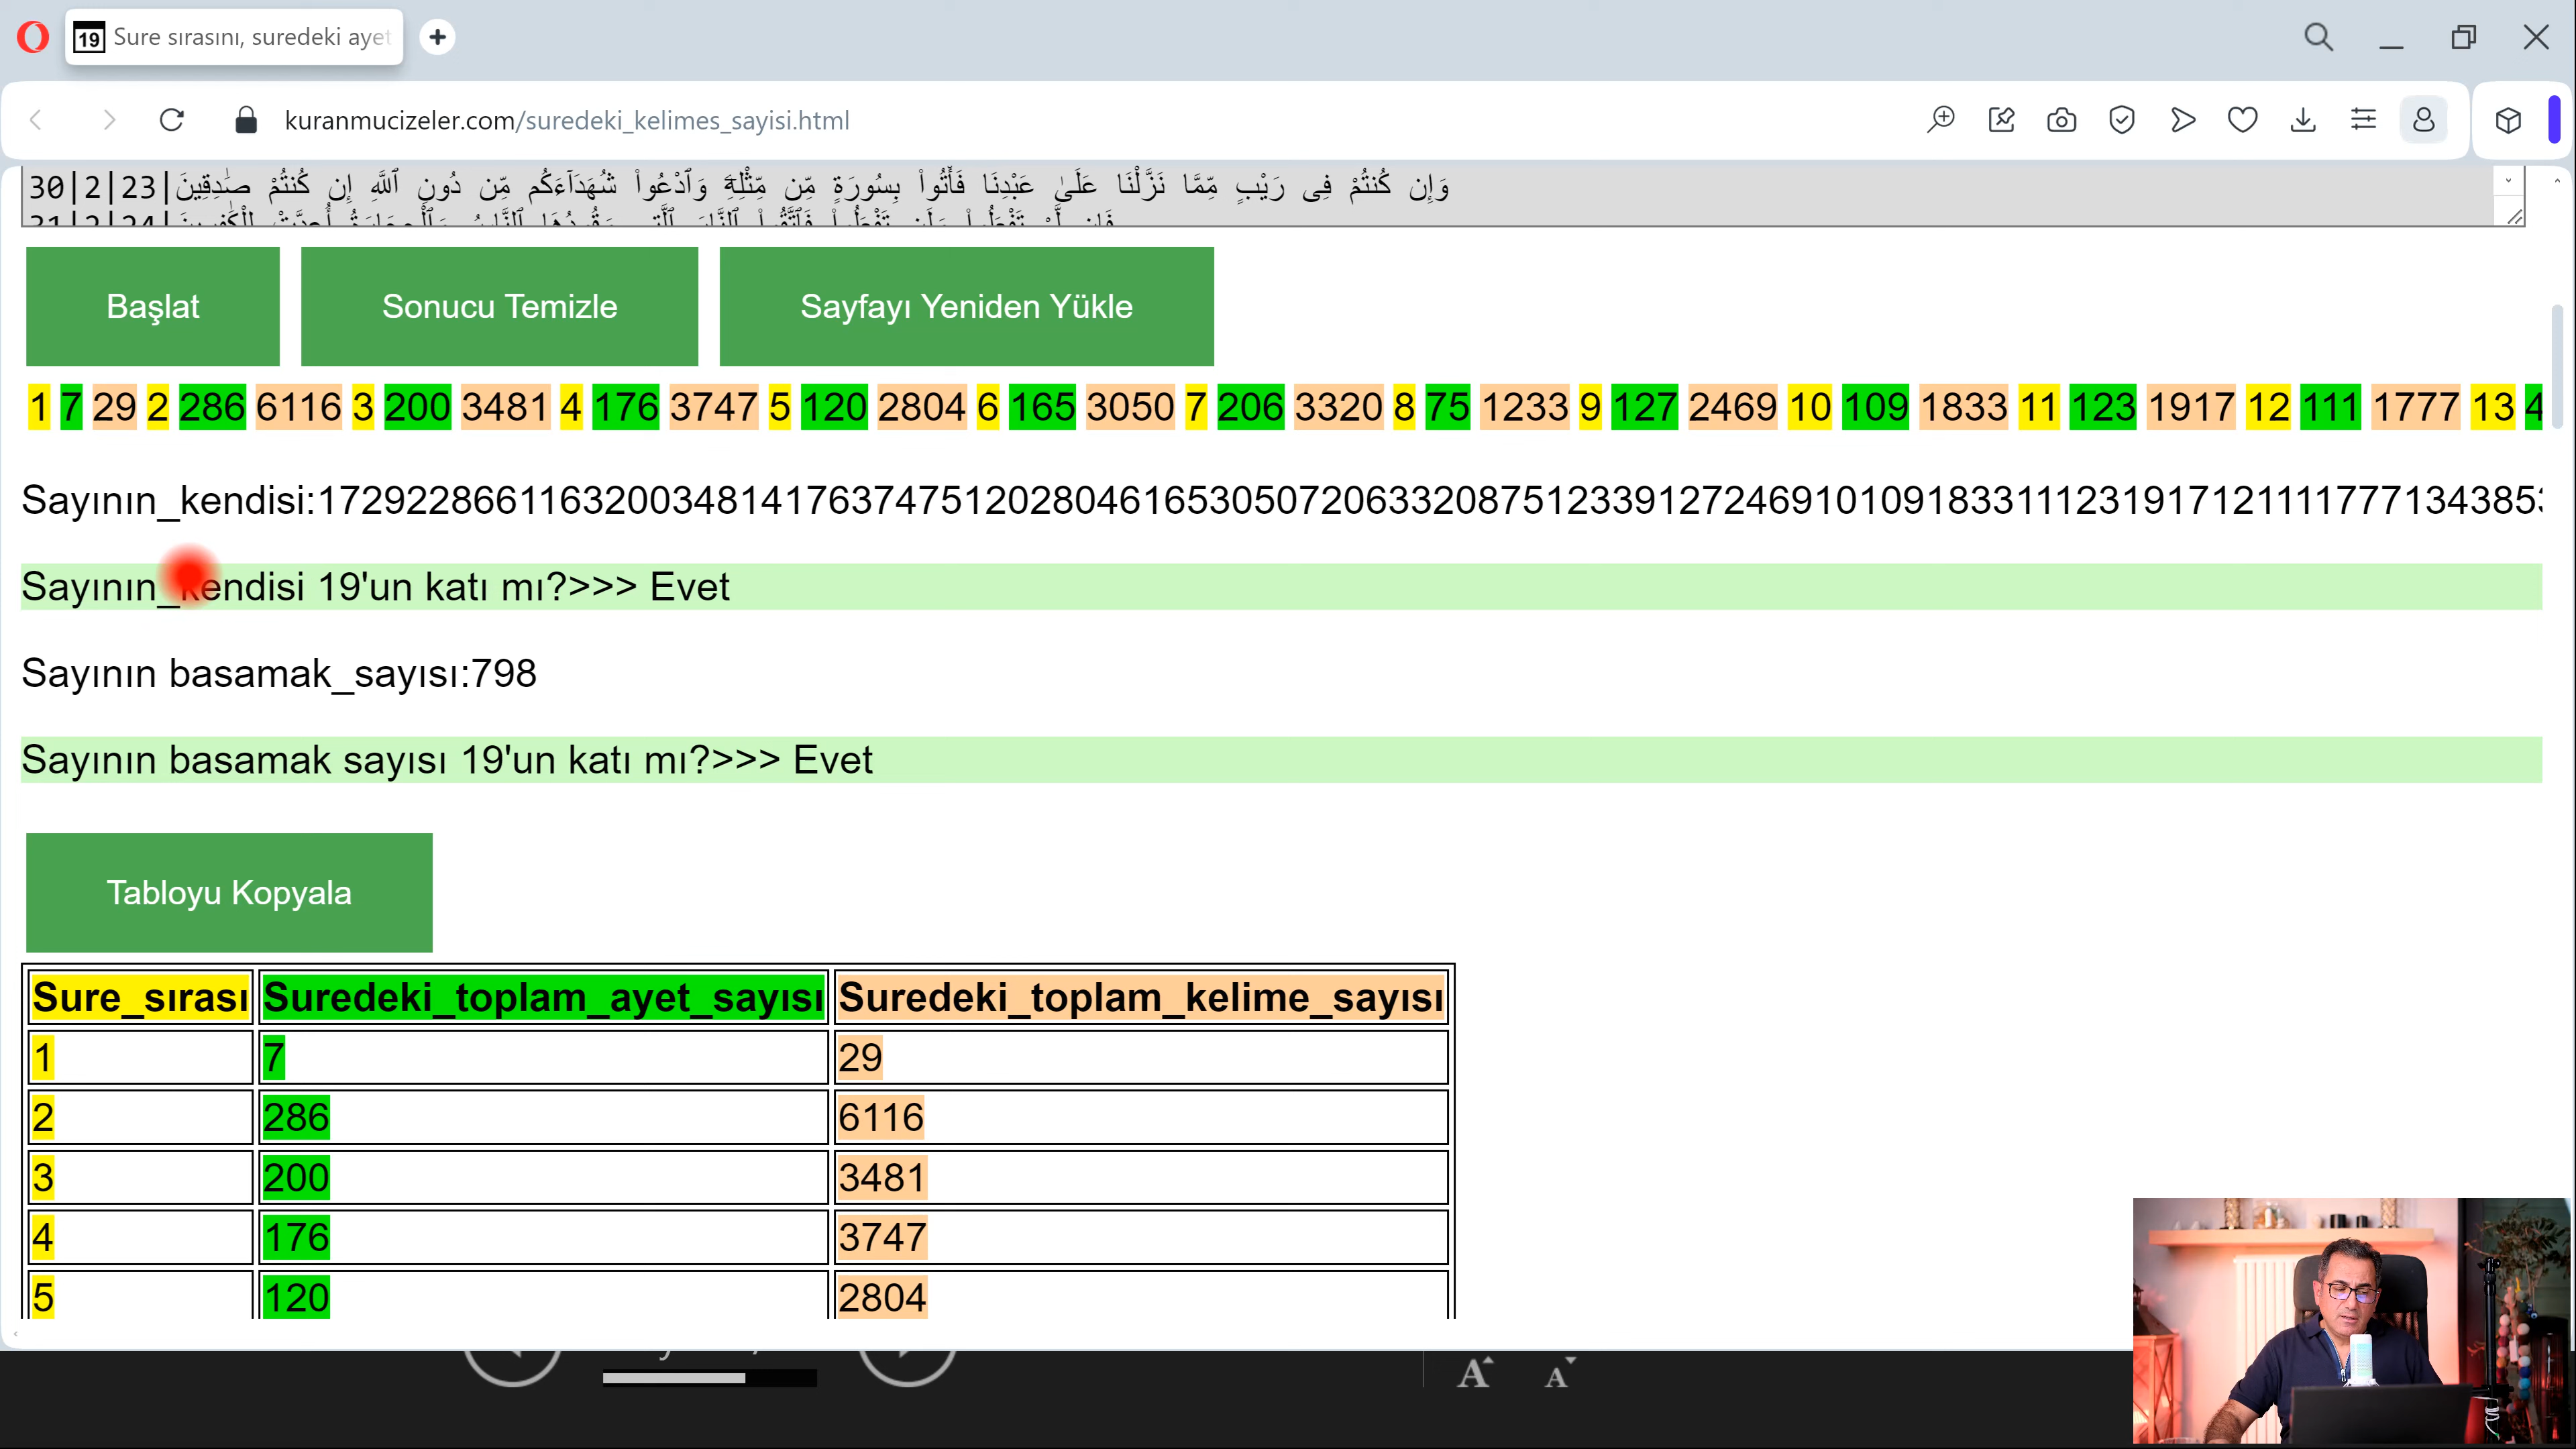 19 Sure sırasını, suredeki ayet
kuranmucizeler.com/suredeki_kelimes_sayisi.html
30|2|23|وَإِن كُنتُمْ فِى رَيْبٍ مِّمَّا نَزَّلْنَا عَلَىٰ عَبْدِنَا فَأْتُوا۟ بِسُورَةٍ مِّن مِّثْلِهِۦ وَٱدْعُوا۟ شُهَدَآءَكُم مِّن دُونِ ٱللَّهِ إِن كُنتُمْ صَٰدِقِينَ
Başlat Sonucu Temizle Sayfayı Yeniden Yükle
1 7 29 2 286 6116 3 200 3481 4 176 3747 5 120 2804 6 165 3050 7 206 3320 8 75 1233 9 127 2469 10 109 1833 11 123 1917 12 111 1777 13 4
Sayının_kendisi:1729228661163200348141763747512028046165305072063320875123391272469101091833111231917121111777134385
Sayının_kendisi 19'un katı mı?>>> Evet
Sayının basamak_sayısı:798
Sayının basamak sayısı 19'un katı mı?>>> Evet
Tabloyu Kopyala
Sure_sırası Suredeki_toplam_ayet_sayısı Suredeki_toplam_kelime_sayısı
1 7 29
2 286 6116
3 200 3481
4 176 3747
5 120 2804
A A